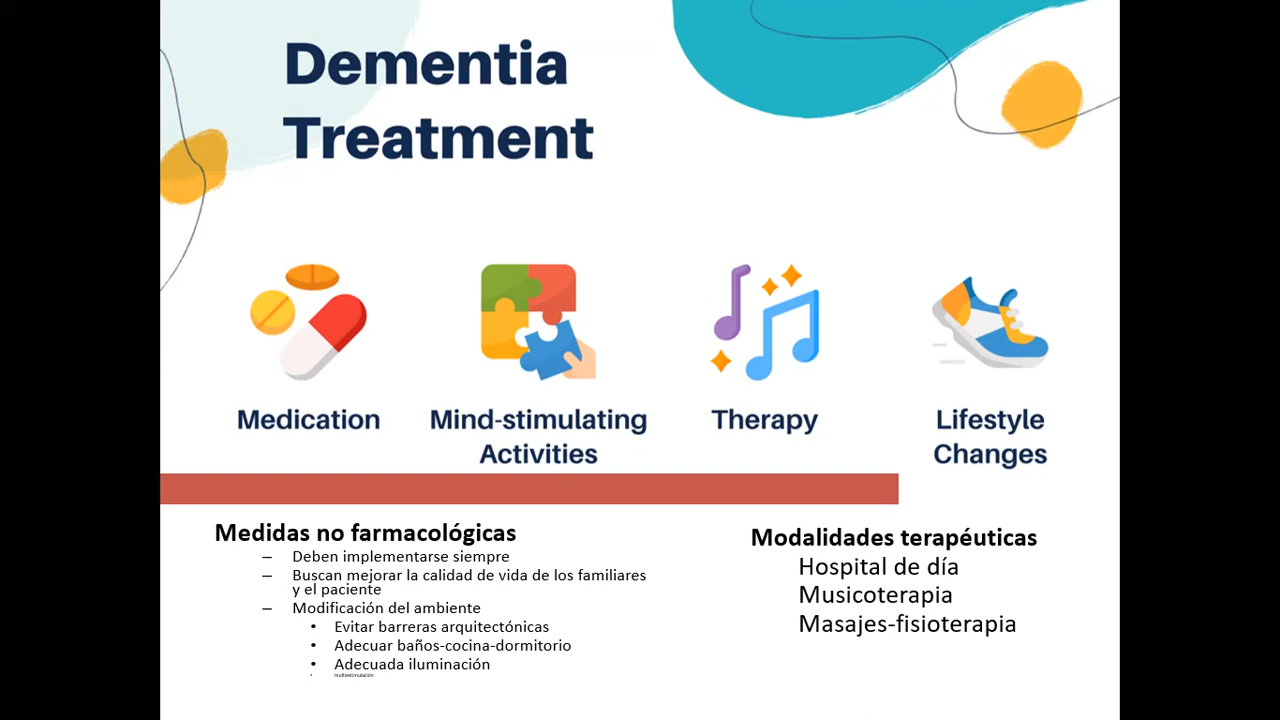 Dementia
Treatment
Medication
Mind-stimulating
Activities
Therapy
Lifestyle
Changes
Medidas no farmacológicas
– Deben implementarse siempre
– Buscan mejorar la calidad de vida de los familiares
y el paciente
– Modificación del ambiente
• Evitar barreras arquitectónicas
• Adecuar baños-cocina-dormitorio
• Adecuada iluminación
• multiestimulación
Modalidades terapéuticas
Hospital de día
Musicoterapia
Masajes-fisioterapia